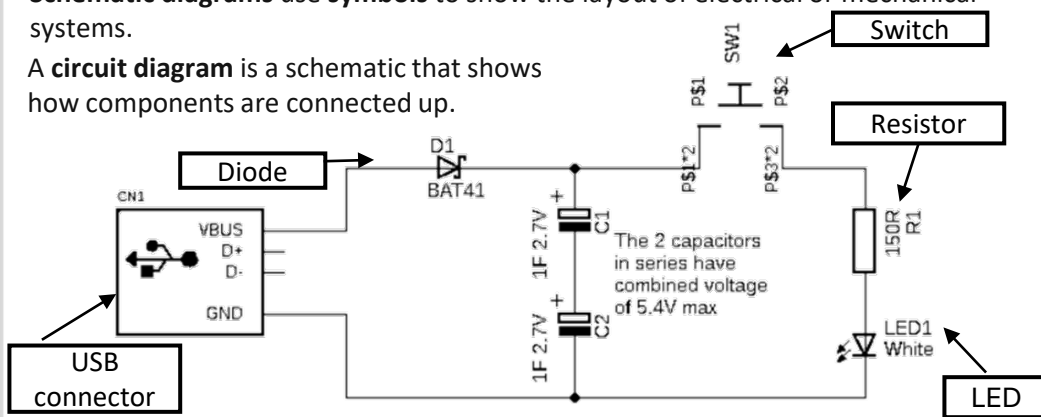 Schematic diagrams use symbols to show the layout of electrical or mechanical
systems.
A circuit diagram is a schematic that shows
how components are connected up.
Switch
SW1
P$1
P$2
Resistor
Diode
D1
BAT41
P$1*2
P$3*2
CN1
VBUS
D+
D-
GND
+
1F 2.7V
C1
The 2 capacitors
in series have
combined voltage
of 5.4V max
150R
R1
+
1F 2.7V
C2
LED1
White
USB
connector
LED